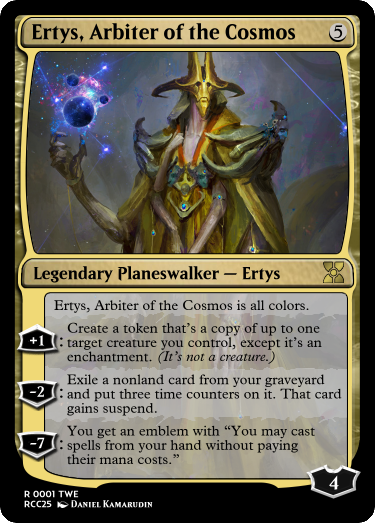 Ertys, Arbiter of the Cosmos 5
Legendary Planeswalker — Ertys
Ertys, Arbiter of the Cosmos is all colors.
+1: Create a token that's a copy of up to one
target creature you control, except it's an
enchantment. (It's not a creature.)
-2: Exile a nonland card from your graveyard
and put three time counters on it. That card
gains suspend.
-7: You get an emblem with “You may cast
spells from your hand without paying
their mana costs.”
4
R 0001 TWE
RCC25 Daniel Kamarudin